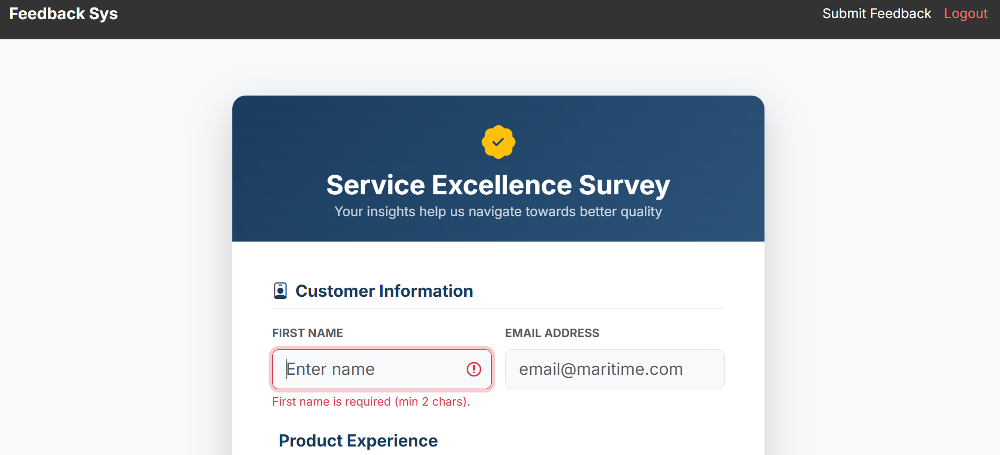 Feedback Sys
Submit Feedback Logout
Service Excellence Survey
Your insights help us navigate towards better quality
Customer Information
FIRST NAME
EMAIL ADDRESS
Enter name
email@maritime.com
First name is required (min 2 chars).
Product Experience